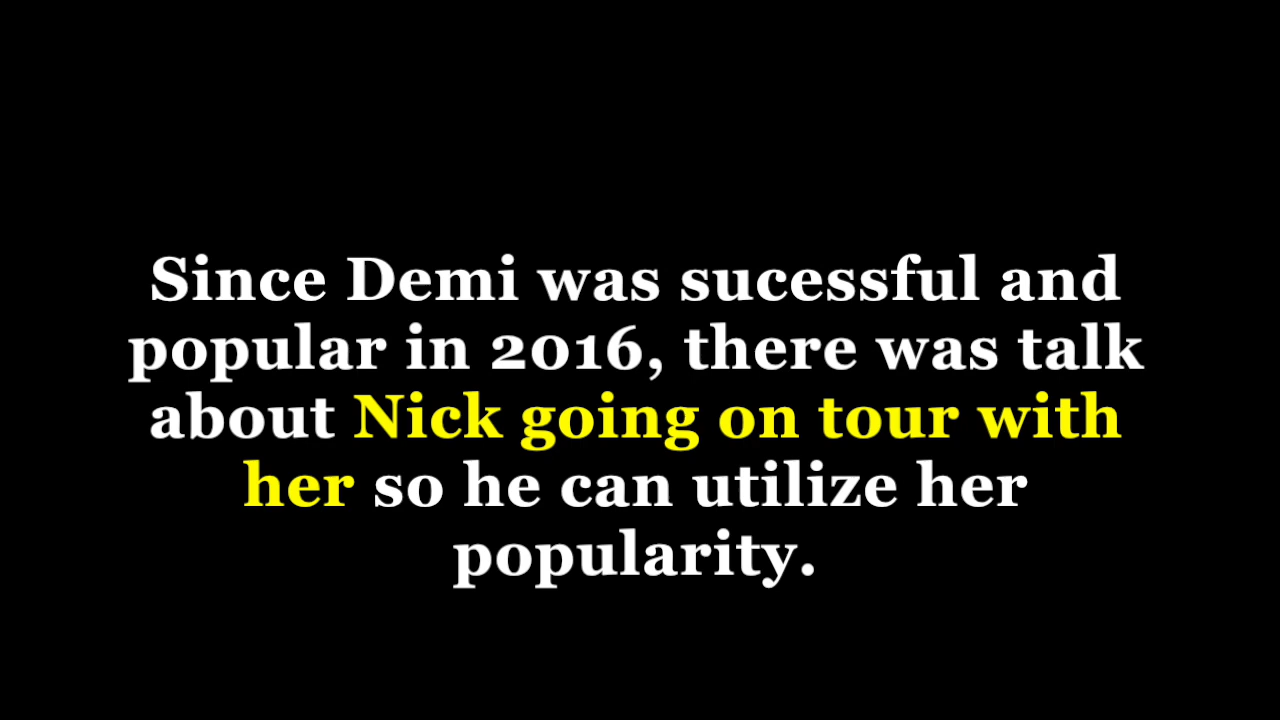 Since Demi was sucessful and
popular in 2016, there was talk
about Nick going on tour with
her so he can utilize her
popularity.